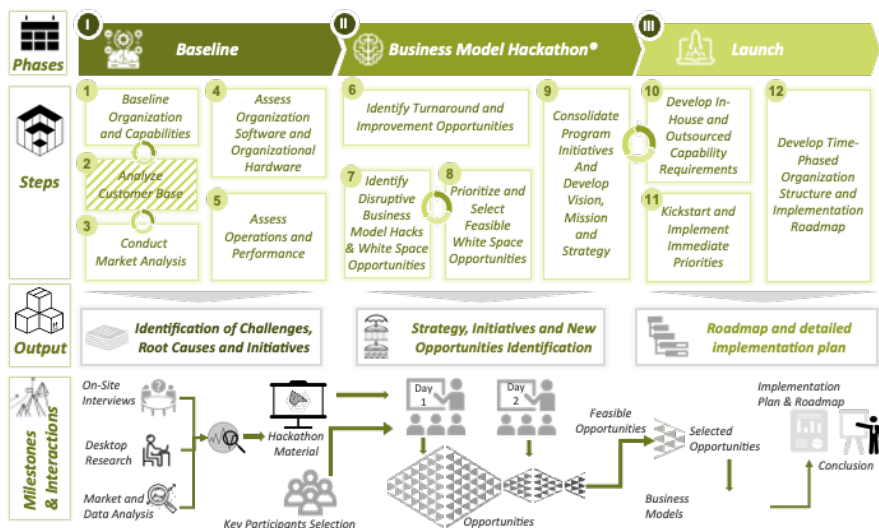 Phases
I
Baseline
II
Business Model Hackathon®
III
Launch
Steps
1
Baseline
Organization
and Capabilities
2
Analyze
Customer Base
3
Conduct
Market Analysis
4
Assess
Organization
Software and
Organizational
Hardware
5
Assess
Operations and
Performance
6
Identify Turnaround and
Improvement Opportunities
7
Identify
Disruptive
Business
Model Hacks
& White Space
Opportunities
8
Prioritize and
Select
Feasible
White Space
Opportunities
9
Consolidate
Program
Initiatives
And
Develop
Vision,
Mission
and
Strategy
10
Develop In-
House and
Outsourced
Capability
Requirements
11
Kickstart and
Implement
Immediate
Priorities
12
Develop Time-
Phased
Organization
Structure and
Implementation
Roadmap
Output
Identification of Challenges,
Root Causes and Initiatives
Strategy, Initiatives and New
Opportunities Identification
Roadmap and detailed
implementation plan
Milestones
& Interactions
On-Site
Interviews
Desktop
Research
Market and
Data Analysis
Hackathon
Material
Key Participants Selection
Day
1
Day
2
Opportunities
Feasible
Opportunities
Selected
Opportunities
Business
Models
Implementation
Plan & Roadmap
Conclusion